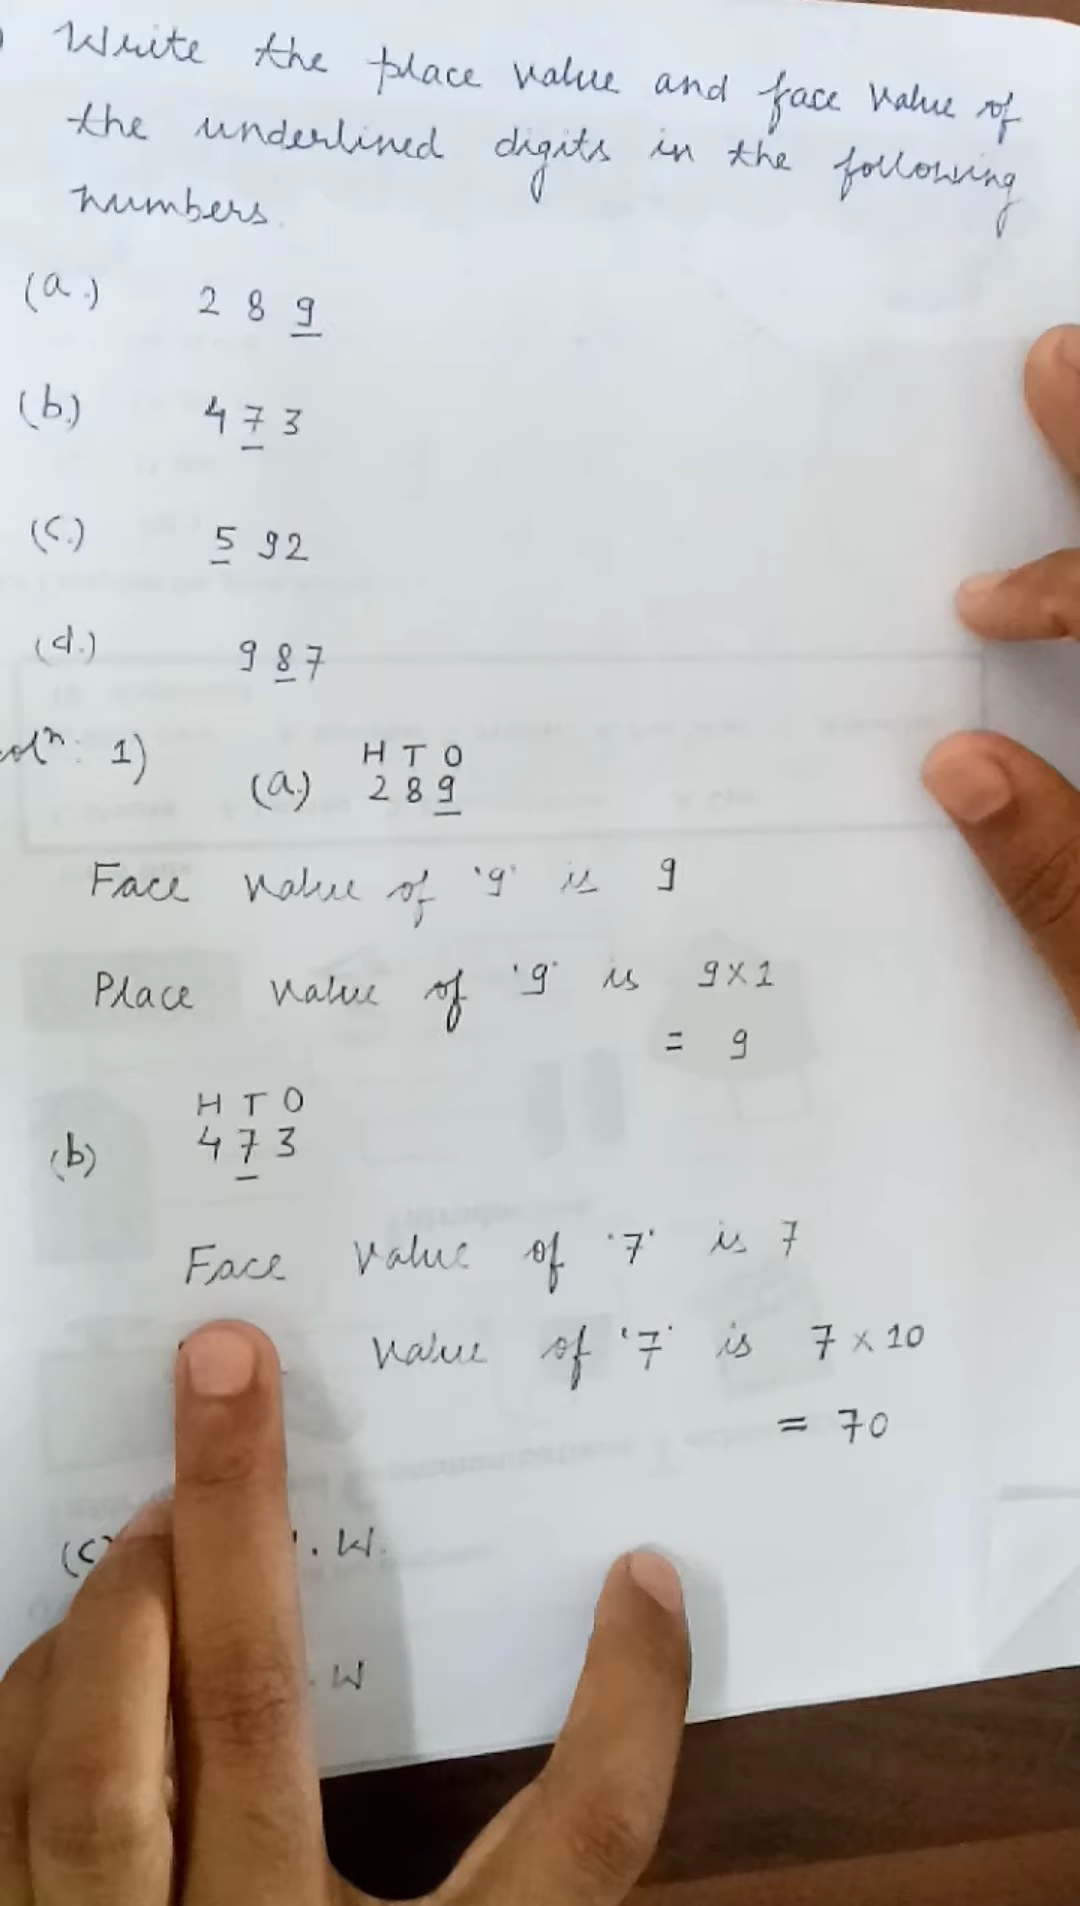 Write the place value and face value of
the underlined digits in the following
numbers.
(a.) 2 8 9
(b.) 4 7 3
(c.) 5 9 2
(d.) 9 8 7
1)
H T O
(a.) 2 8 9
Face value of '9' is 9
Place value of '9' is 9 × 1
= 9
H T O
(b) 4 7 3
Face value of '7' is 7
value of '7' is 7 × 10
= 70
(c) . W.
. W